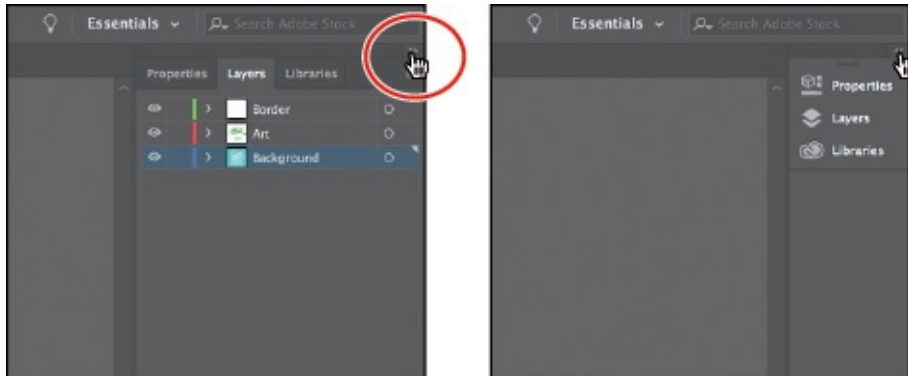 Essentials Search Adobe Stock
Properties Layers Libraries
Border
Art
Background
Essentials Search Adobe Stock
Properties
Layers
Libraries